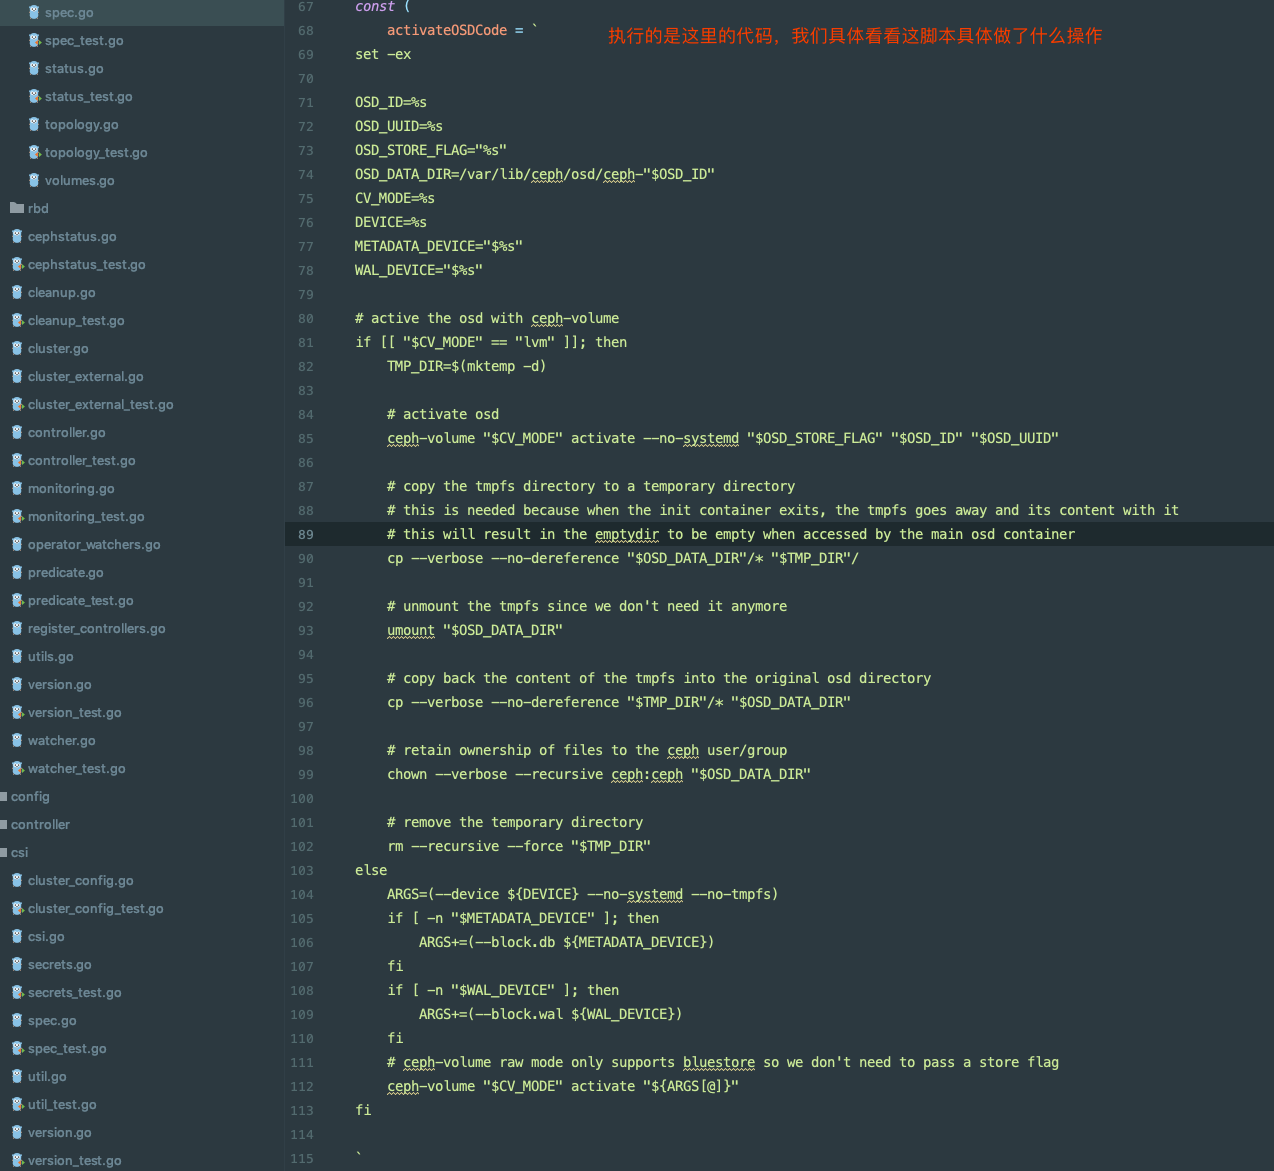 spec.go
spec_test.go
status.go
status_test.go
topology.go
topology_test.go
volumes.go
rbd
cephstatus.go
cephstatus_test.go
cleanup.go
cleanup_test.go
cluster.go
cluster_external.go
cluster_external_test.go
controller.go
controller_test.go
monitoring.go
monitoring_test.go
operator_watchers.go
predicate.go
predicate_test.go
register_controllers.go
utils.go
version.go
version_test.go
watcher.go
watcher_test.go
config
controller
csi
cluster_config.go
cluster_config_test.go
csi.go
secrets.go
secrets_test.go
spec.go
spec_test.go
util.go
util_test.go
version.go
version_test.go
67 const (
68 activateOSDCode = `
执行的是这里的代码，我们具体看看这脚本具体做了什么操作
69 set -ex
70
71 OSD_ID=%s
72 OSD_UUID=%s
73 OSD_STORE_FLAG="%s"
74 OSD_DATA_DIR=/var/lib/ceph/osd/ceph-"$OSD_ID"
75 CV_MODE=%s
76 DEVICE=%s
77 METADATA_DEVICE="$%s"
78 WAL_DEVICE="$%s"
79
80 # active the osd with ceph-volume
81 if [[ "$CV_MODE" == "lvm" ]]; then
82 TMP_DIR=$(mktemp -d)
83
84 # activate osd
85 ceph-volume "$CV_MODE" activate --no-systemd "$OSD_STORE_FLAG" "$OSD_ID" "$OSD_UUID"
86
87 # copy the tmpfs directory to a temporary directory
88 # this is needed because when the init container exits, the tmpfs goes away and its content with it
89 # this will result in the emptydir to be empty when accessed by the main osd container
90 cp --verbose --no-dereference "$OSD_DATA_DIR"/* "$TMP_DIR"/
91
92 # unmount the tmpfs since we don't need it anymore
93 umount "$OSD_DATA_DIR"
94
95 # copy back the content of the tmpfs into the original osd directory
96 cp --verbose --no-dereference "$TMP_DIR"/* "$OSD_DATA_DIR"
97
98 # retain ownership of files to the ceph user/group
99 chown --verbose --recursive ceph:ceph "$OSD_DATA_DIR"
100
101 # remove the temporary directory
102 rm --recursive --force "$TMP_DIR"
103 else
104 ARGS=(--device ${DEVICE} --no-systemd --no-tmpfs)
105 if [ -n "$METADATA_DEVICE" ]; then
106 ARGS+=(--block.db ${METADATA_DEVICE})
107 fi
108 if [ -n "$WAL_DEVICE" ]; then
109 ARGS+=(--block.wal ${WAL_DEVICE})
110 fi
111 # ceph-volume raw mode only supports bluestore so we don't need to pass a store flag
112 ceph-volume "$CV_MODE" activate "${ARGS[@]}"
113 fi
114
115 `